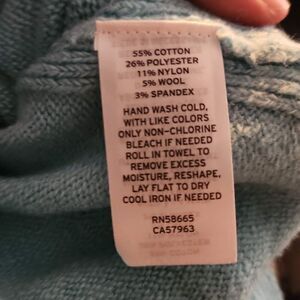 55% COTTON
26% POLYESTER
11% NYLON
5% WOOL
3% SPANDEX
HAND WASH COLD,
WITH LIKE COLORS
ONLY NON-CHLORINE
BLEACH IF NEEDED
ROLL IN TOWEL TO
REMOVE EXCESS
MOISTURE, RESHAPE,
LAY FLAT TO DRY
COOL IRON IF NEEDED
RN58665
CA57963